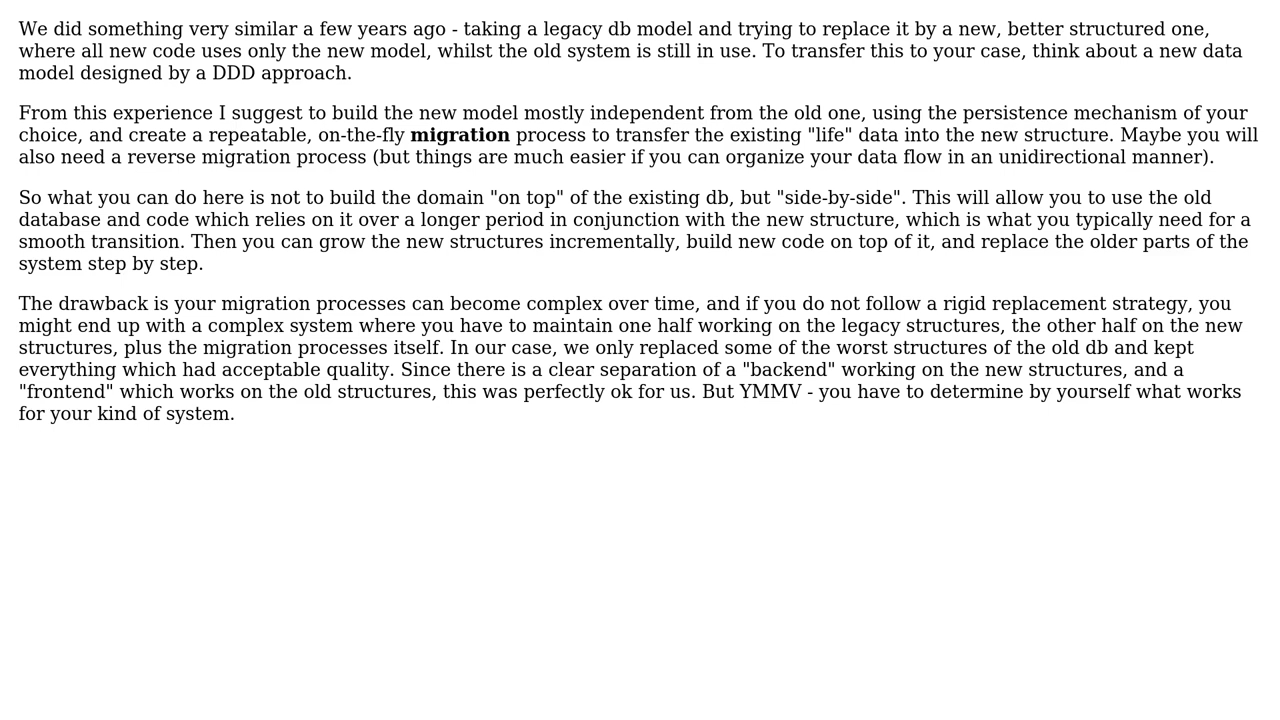 We did something very similar a few years ago - taking a legacy db model and trying to replace it by a new, better structured one,
where all new code uses only the new model, whilst the old system is still in use. To transfer this to your case, think about a new data
model designed by a DDD approach.
From this experience I suggest to build the new model mostly independent from the old one, using the persistence mechanism of your
choice, and create a repeatable, on-the-fly migration process to transfer the existing "life" data into the new structure. Maybe you will
also need a reverse migration process (but things are much easier if you can organize your data flow in an unidirectional manner).
So what you can do here is not to build the domain "on top" of the existing db, but "side-by-side". This will allow you to use the old
database and code which relies on it over a longer period in conjunction with the new structure, which is what you typically need for a
smooth transition. Then you can grow the new structures incrementally, build new code on top of it, and replace the older parts of the
system step by step.
The drawback is your migration processes can become complex over time, and if you do not follow a rigid replacement strategy, you
might end up with a complex system where you have to maintain one half working on the legacy structures, the other half on the new
structures, plus the migration processes itself. In our case, we only replaced some of the worst structures of the old db and kept
everything which had acceptable quality. Since there is a clear separation of a "backend" working on the new structures, and a
"frontend" which works on the old structures, this was perfectly ok for us. But YMMV - you have to determine by yourself what works
for your kind of system.